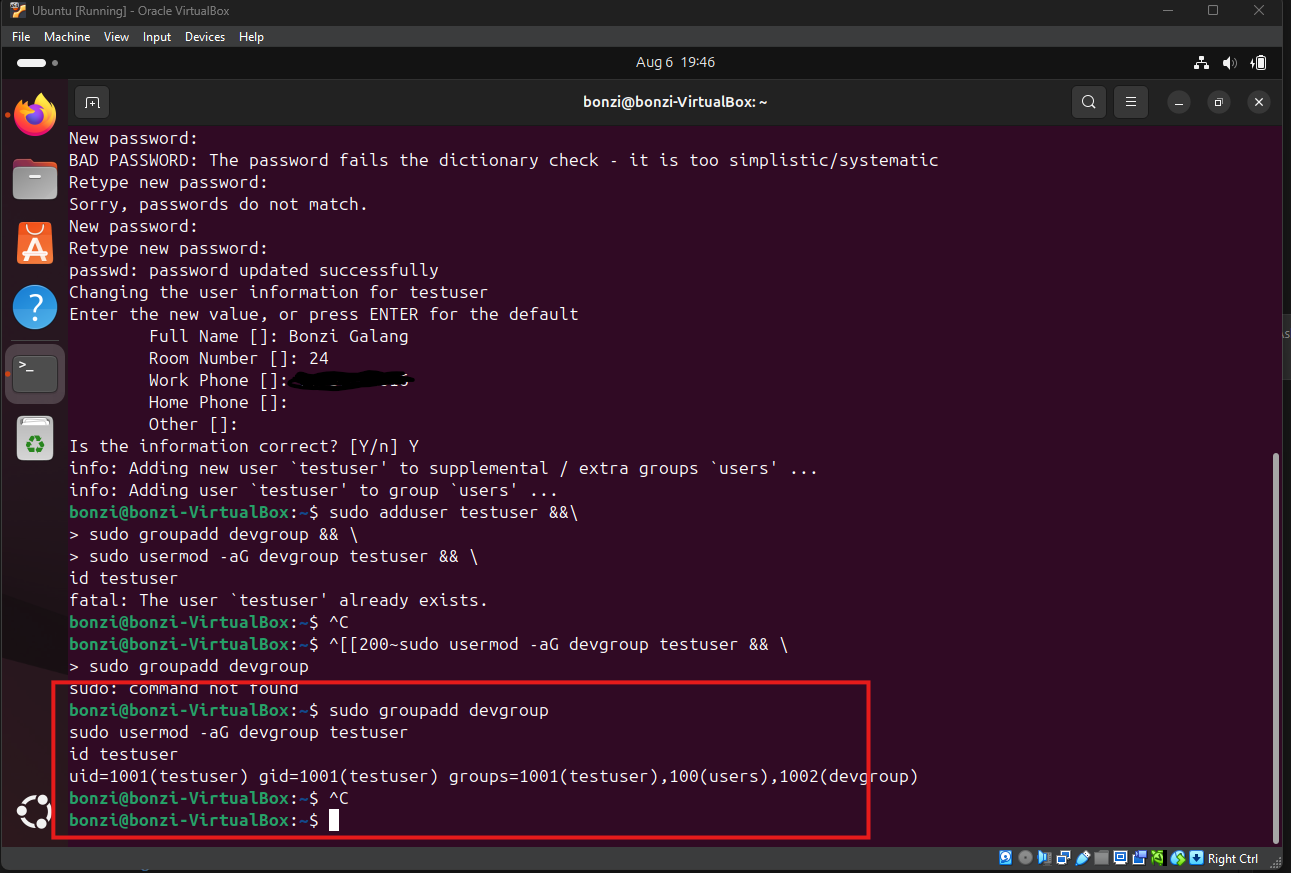 Ubuntu [Running] - Oracle VirtualBox
File Machine View Input Devices Help
Aug 6 19:46
bonzi@bonzi-VirtualBox: ~
New password:
BAD PASSWORD: The password fails the dictionary check - it is too simplistic/systematic
Retype new password:
Sorry, passwords do not match.
New password:
Retype new password:
passwd: password updated successfully
Changing the user information for testuser
Enter the new value, or press ENTER for the default
Full Name []: Bonzi Galang
Room Number []: 24
Work Phone []:
Home Phone []:
Other []:
Is the information correct? [Y/n] Y
info: Adding new user `testuser' to supplemental / extra groups `users' ...
info: Adding user `testuser' to group `users' ...
bonzi@bonzi-VirtualBox:~$ sudo adduser testuser &&\
> sudo groupadd devgroup && \
> sudo usermod -aG devgroup testuser && \
id testuser
fatal: The user `testuser' already exists.
bonzi@bonzi-VirtualBox:~$ ^C
bonzi@bonzi-VirtualBox:~$ ^[[200~sudo usermod -aG devgroup testuser && \
> sudo groupadd devgroup
sudo: command not found
bonzi@bonzi-VirtualBox:~$ sudo groupadd devgroup
sudo usermod -aG devgroup testuser
id testuser
uid=1001(testuser) gid=1001(testuser) groups=1001(testuser),100(users),1002(devgroup)
bonzi@bonzi-VirtualBox:~$ ^C
bonzi@bonzi-VirtualBox:~$
Right Ctrl